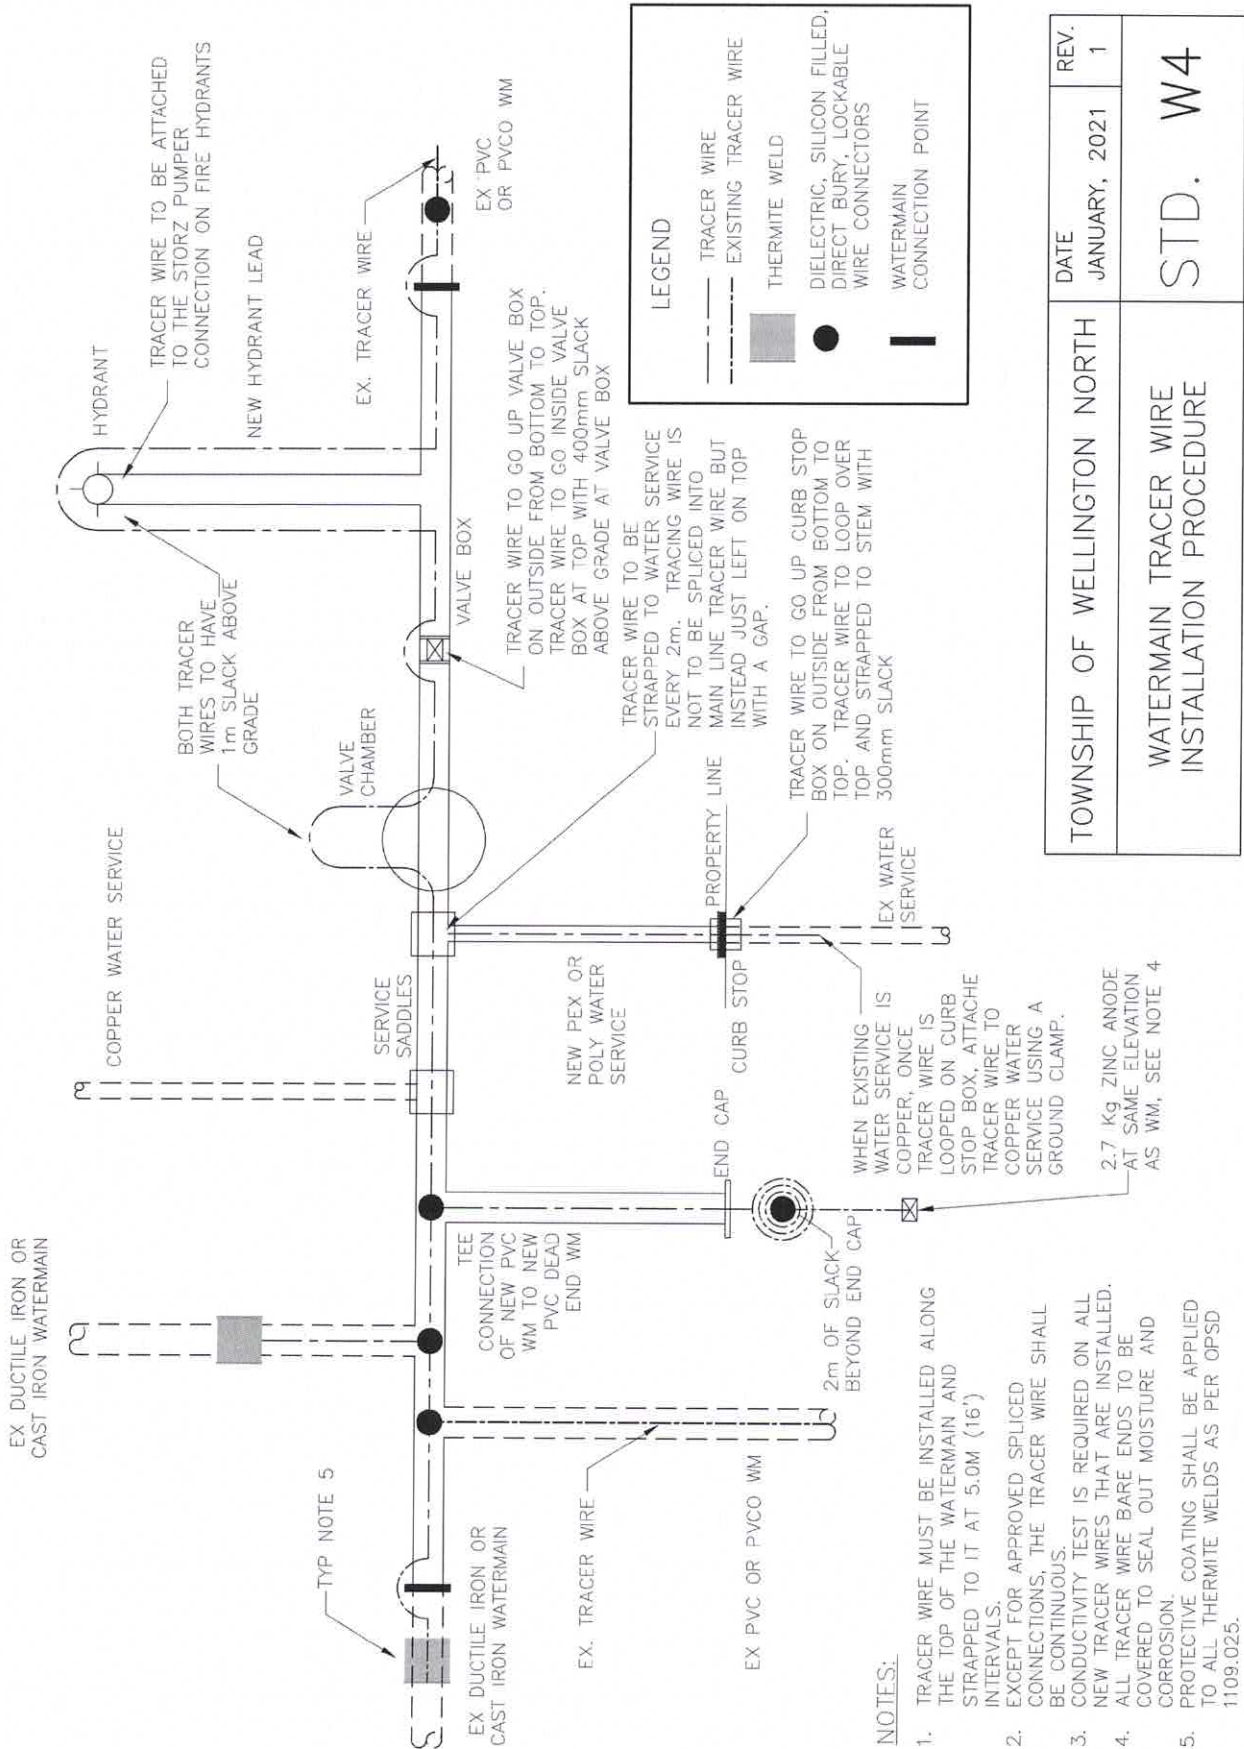 EX DUCTILE IRON OR
CAST IRON WATERMAIN
COPPER WATER SERVICE
BOTH TRACER
WIRES TO HAVE
1m SLACK ABOVE
GRADE
HYDRANT
TRACER WIRE TO BE ATTACHED
TO THE STORZ PUMPER
CONNECTION ON FIRE HYDRANTS
NEW HYDRANT LEAD
TYP NOTE 5
SERVICE
SADDLES
VALVE
CHAMBER
EX. TRACER WIRE
VALVE BOX
EX PVC
OR PVCO WM
EX DUCTILE IRON OR
CAST IRON WATERMAIN
EX. TRACER WIRE
EX PVC OR PVCO WM
TEE
CONNECTION
OF NEW PVC
WM TO NEW
PVC DEAD
END WM
NEW PEX OR
POLY WATER
SERVICE
TRACER WIRE TO GO UP VALVE BOX
ON OUTSIDE FROM BOTTOM TO TOP.
TRACER WIRE TO GO INSIDE VALVE
BOX AT TOP WITH 400mm SLACK
ABOVE GRADE AT VALVE BOX
TRACER WIRE TO BE
STRAPPED TO WATER SERVICE
EVERY 2m. TRACING WIRE IS
NOT TO BE SPLICED INTO
MAIN LINE TRACER WIRE BUT
INSTEAD JUST LEFT ON TOP
WITH A GAP.
END CAP
CURB STOP
PROPERTY LINE
TRACER WIRE TO GO UP CURB STOP
BOX ON OUTSIDE FROM BOTTOM TO
TOP. TRACER WIRE TO LOOP OVER
TOP AND STRAPPED TO STEM WITH
300mm SLACK
2m OF SLACK
BEYOND END CAP
WHEN EXISTING
WATER SERVICE IS
COPPER, ONCE
TRACER WIRE IS
LOOPED ON CURB
STOP BOX, ATTACHE
TRACER WIRE TO
COPPER WATER
SERVICE USING A
GROUND CLAMP.
EX WATER
SERVICE
2.7 Kg ZINC ANODE
AT SAME ELEVATION
AS WM, SEE NOTE 4
LEGEND
TRACER WIRE
EXISTING TRACER WIRE
THERMITE WELD
DIELECTRIC, SILICON FILLED,
DIRECT BURY, LOCKABLE
WIRE CONNECTORS
WATERMAIN
CONNECTION POINT
NOTES:
1. TRACER WIRE MUST BE INSTALLED ALONG
THE TOP OF THE WATERMAIN AND
STRAPPED TO IT AT 5.0M (16')
INTERVALS.
2. EXCEPT FOR APPROVED SPLICED
CONNECTIONS, THE TRACER WIRE SHALL
BE CONTINUOUS.
3. CONDUCTIVITY TEST IS REQUIRED ON ALL
NEW TRACER WIRES THAT ARE INSTALLED.
4. ALL TRACER WIRE BARE ENDS TO BE
COVERED TO SEAL OUT MOISTURE AND
CORROSION.
5. PROTECTIVE COATING SHALL BE APPLIED
TO ALL THERMITE WELDS AS PER OPSD
1109.025.
TOWNSHIP OF WELLINGTON NORTH
DATE
JANUARY, 2021
REV.
1
WATERMAIN TRACER WIRE
INSTALLATION PROCEDURE
STD. W4